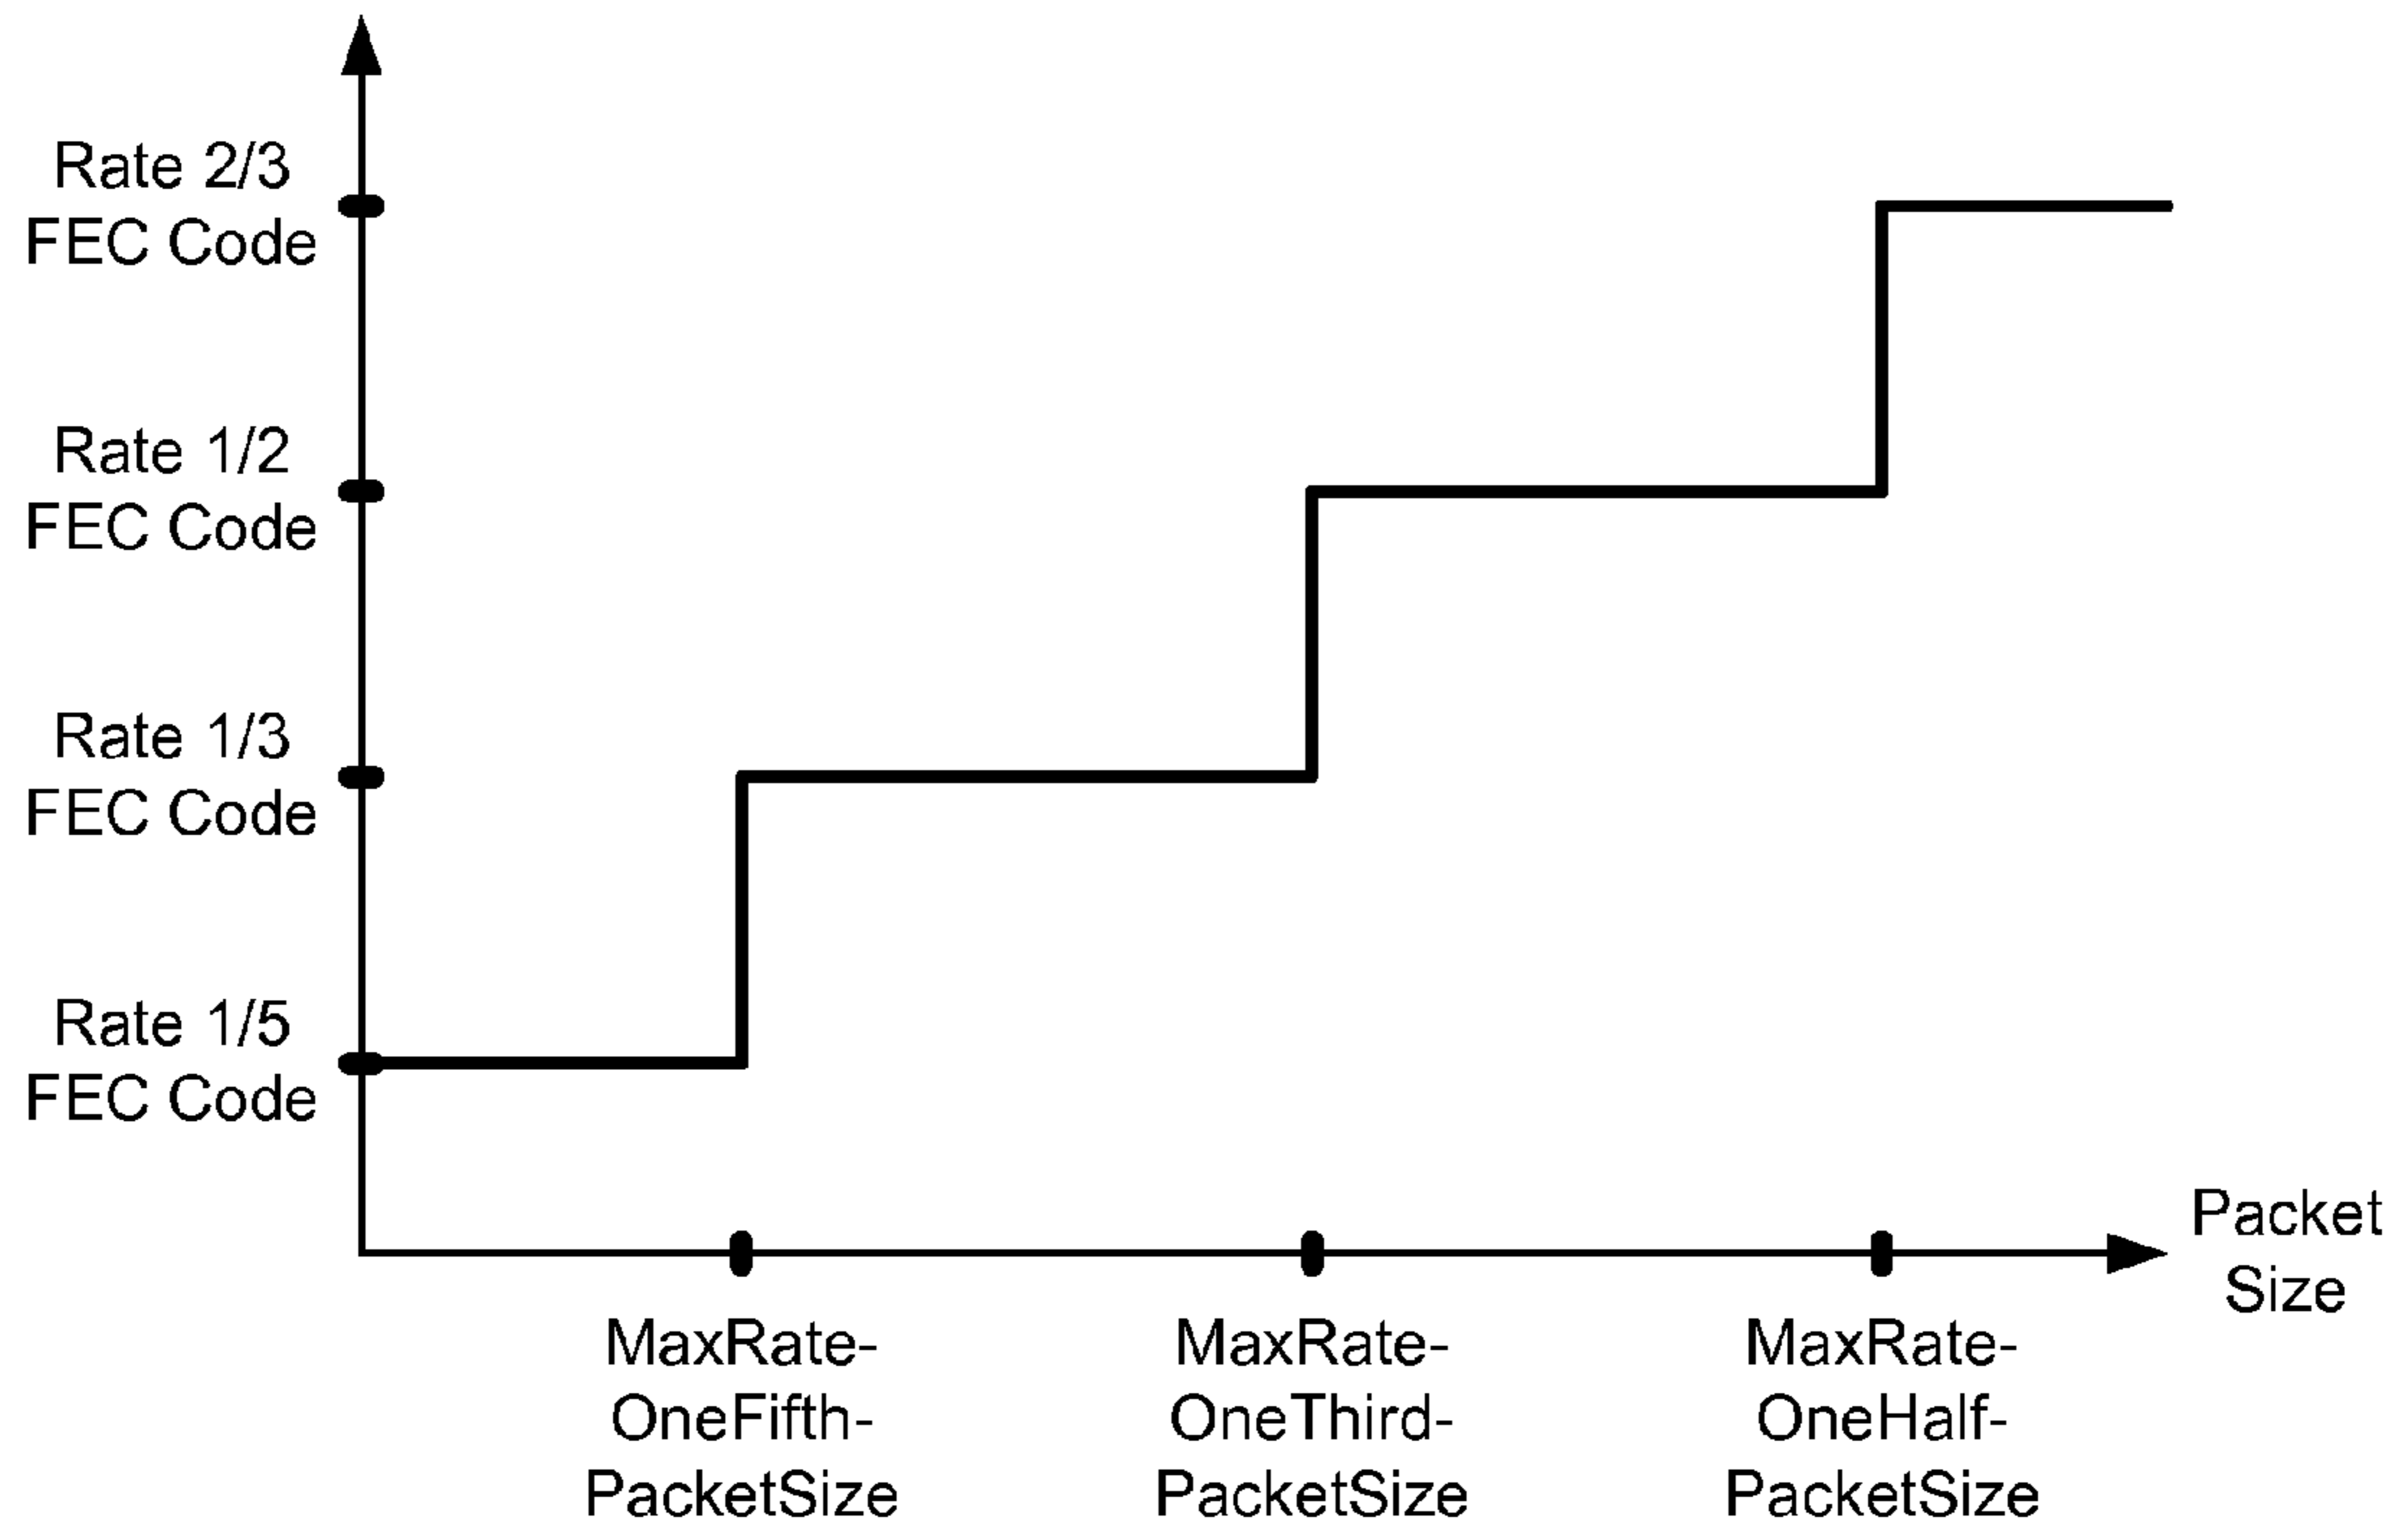 Rate 2/3
FEC Code
Rate 1/2
FEC Code
Rate 1/3
FEC Code
Rate 1/5
FEC Code
Packet
Size
MaxRate-
OneFifth-
PacketSize
MaxRate-
OneThird-
PacketSize
MaxRate-
OneHalf-
PacketSize